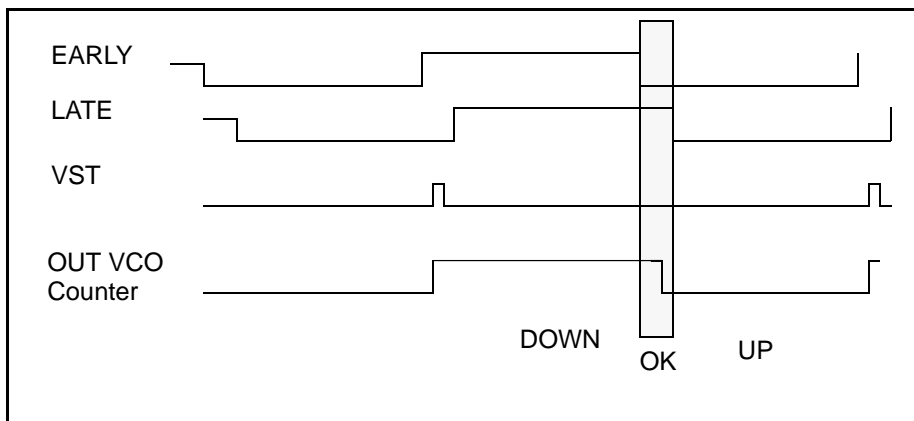 EARLY
LATE
VST
OUT VCO
Counter
DOWN
OK
UP